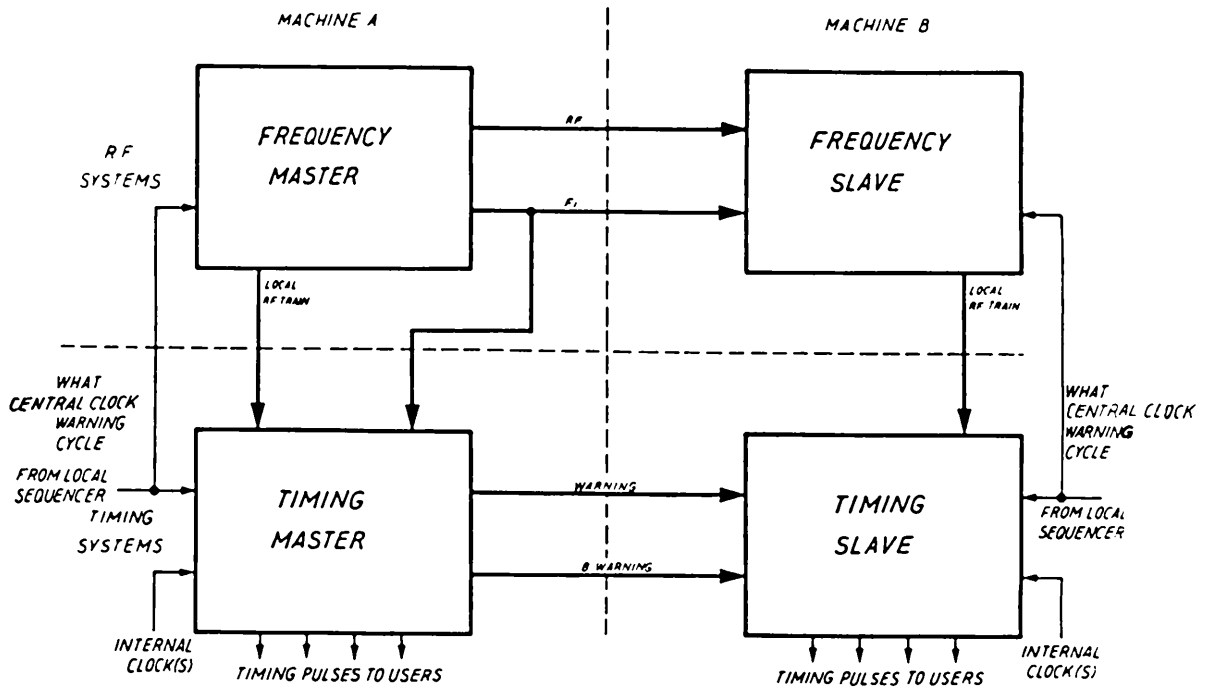 MACHINE A
MACHINE B
FREQUENCY
MASTER
RF
FREQUENCY
SLAVE
RF
SYSTEMS
LOCAL
RF TRAIN
LOCAL
RF TRAIN
WHAT
CENTRAL CLOCK
WARNING
CYCLE
WHAT
CENTRAL CLOCK
WARNING
CYCLE
FROM LOCAL
SEQUENCER
TIMING
SYSTEMS
TIMING
MASTER
WARNING
B WARNING
TIMING
SLAVE
FROM LOCAL
SEQUENCER
INTERNAL
CLOCK(S)
TIMING PULSES TO USERS
TIMING PULSES TO USERS
INTERNAL
CLOCK(S)